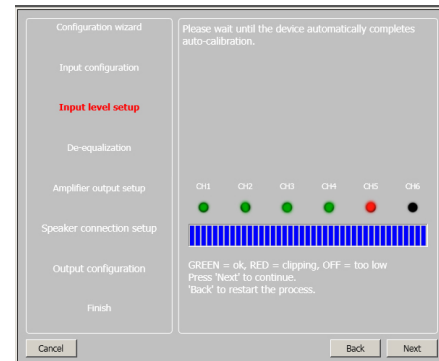 Configuration wizard
Input configuration
Input level setup
De-equalization
Amplifier output setup
Speaker connection setup
Output configuration
Finish
Please wait until the device automatically completes
auto-calibration.
CH1 CH2 CH3 CH4 CH5 CH6
GREEN = ok, RED = clipping, OFF = too low
Press 'Next' to continue.
'Back' to restart the process.
Cancel Back Next